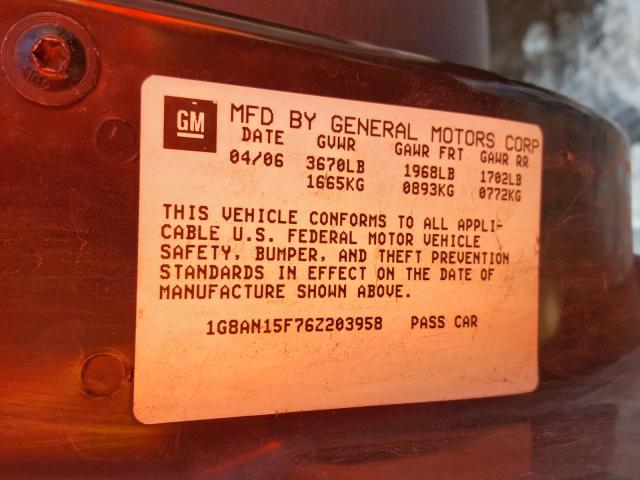 GM
MFD BY GENERAL MOTORS CORP
DATE GVWR GAWR FRT GAWR RR
04/06 3670LB 1968LB 1702LB
1665KG 0893KG 0772KG
THIS VEHICLE CONFORMS TO ALL APPLI-
CABLE U.S. FEDERAL MOTOR VEHICLE
SAFETY, BUMPER, AND THEFT PREVENTION
STANDARDS IN EFFECT ON THE DATE OF
MANUFACTURE SHOWN ABOVE.
1G8AN15F76Z203958 PASS CAR